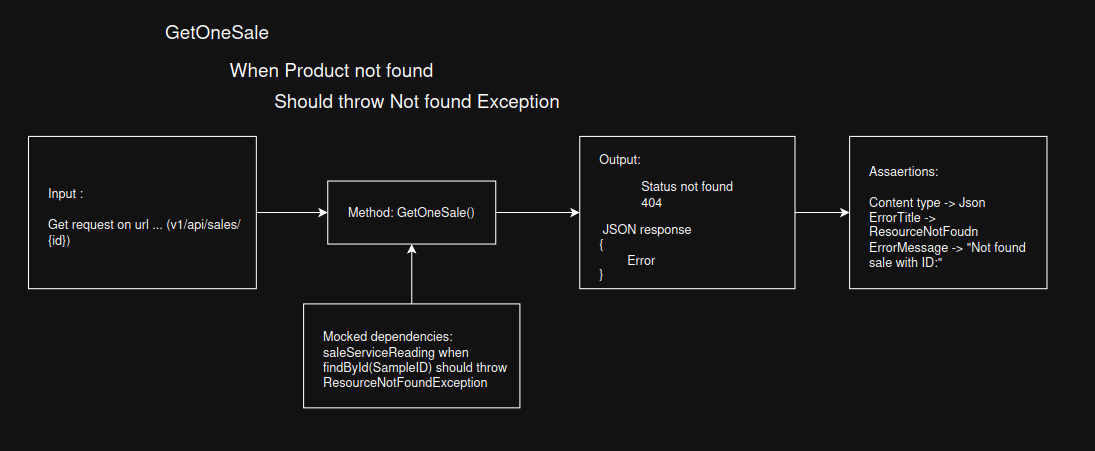 GetOneSale
When Product not found
Should throw Not found Exception
Input :
Get request on url ... (v1/api/sales/
{id})
Method: GetOneSale()
Mocked dependencies:
saleServiceReading when
findById(SampleID) should throw
ResourceNotFoundException
Output:
Status not found
404
JSON response
{
Error
}
Assaertions:
Content type -> Json
ErrorTitle ->
ResourceNotFoudn
ErrorMessage -> "Not found
sale with ID:"